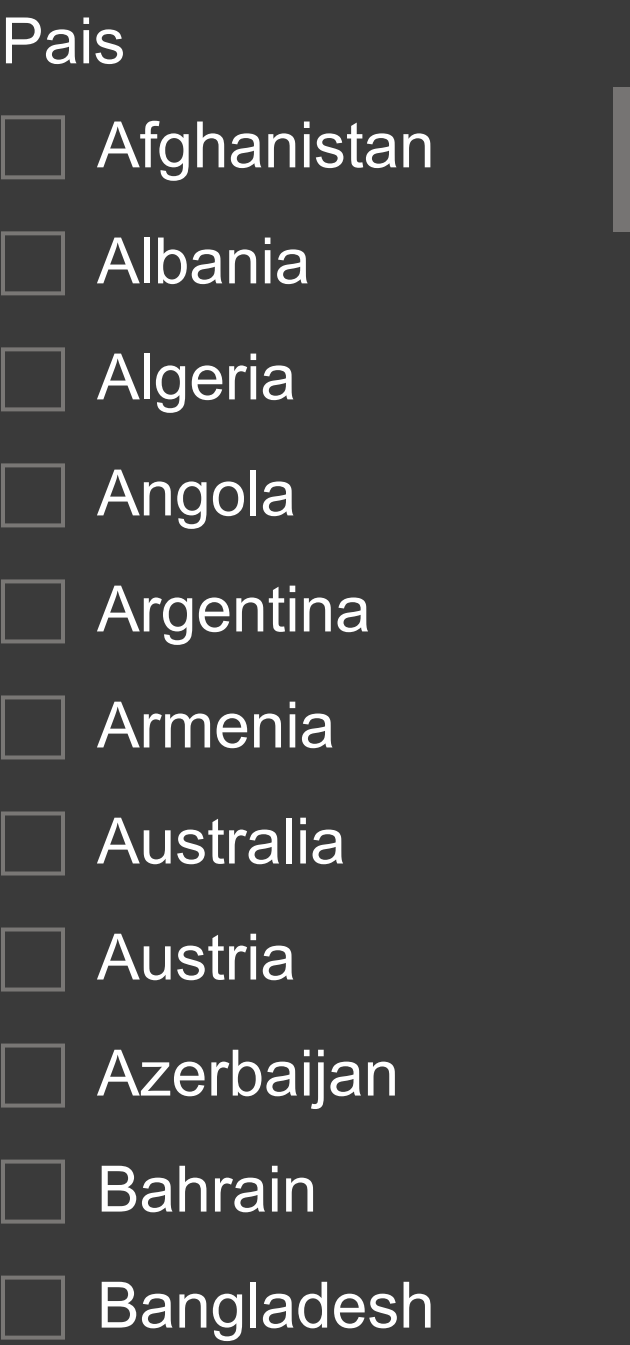 Pais
Afghanistan
Albania
Algeria
Angola
Argentina
Armenia
Australia
Austria
Azerbaijan
Bahrain
Bangladesh